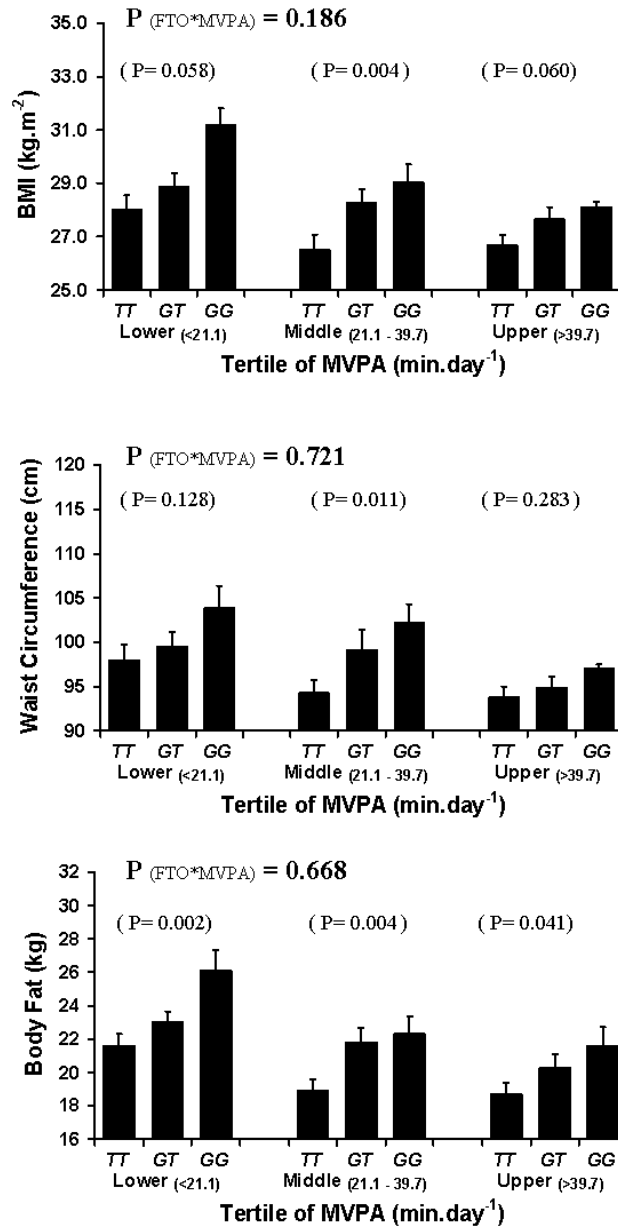 P (FTO*MVPA) = 0.186
( P= 0.058) ( P= 0.004 ) ( P= 0.060)
BMI (kg.m-2)
35.0
33.0
31.0
29.0
27.0
25.0
TT GT GG TT GT GG TT GT GG
Lower (<21.1) Middle (21.1 - 39.7) Upper (>39.7)
Tertile of MVPA (min.day-1)
P (FTO*MVPA) = 0.721
( P= 0.128) ( P= 0.011) ( P= 0.283 )
Waist Circumference (cm)
120
115
110
105
100
95
90
TT GT GG TT GT GG TT GT GG
Lower (<21.1) Middle (21.1 - 39.7) Upper (>39.7)
Tertile of MVPA (min.day-1)
P (FTO*MVPA) = 0.668
( P= 0.002) ( P= 0.004 ) ( P= 0.041)
Body Fat (kg)
32
30
28
26
24
22
20
18
16
TT GT GG TT GT GG TT GT GG
Lower (<21.1) Middle (21.1 - 39.7) Upper (>39.7)
Tertile of MVPA (min.day-1)